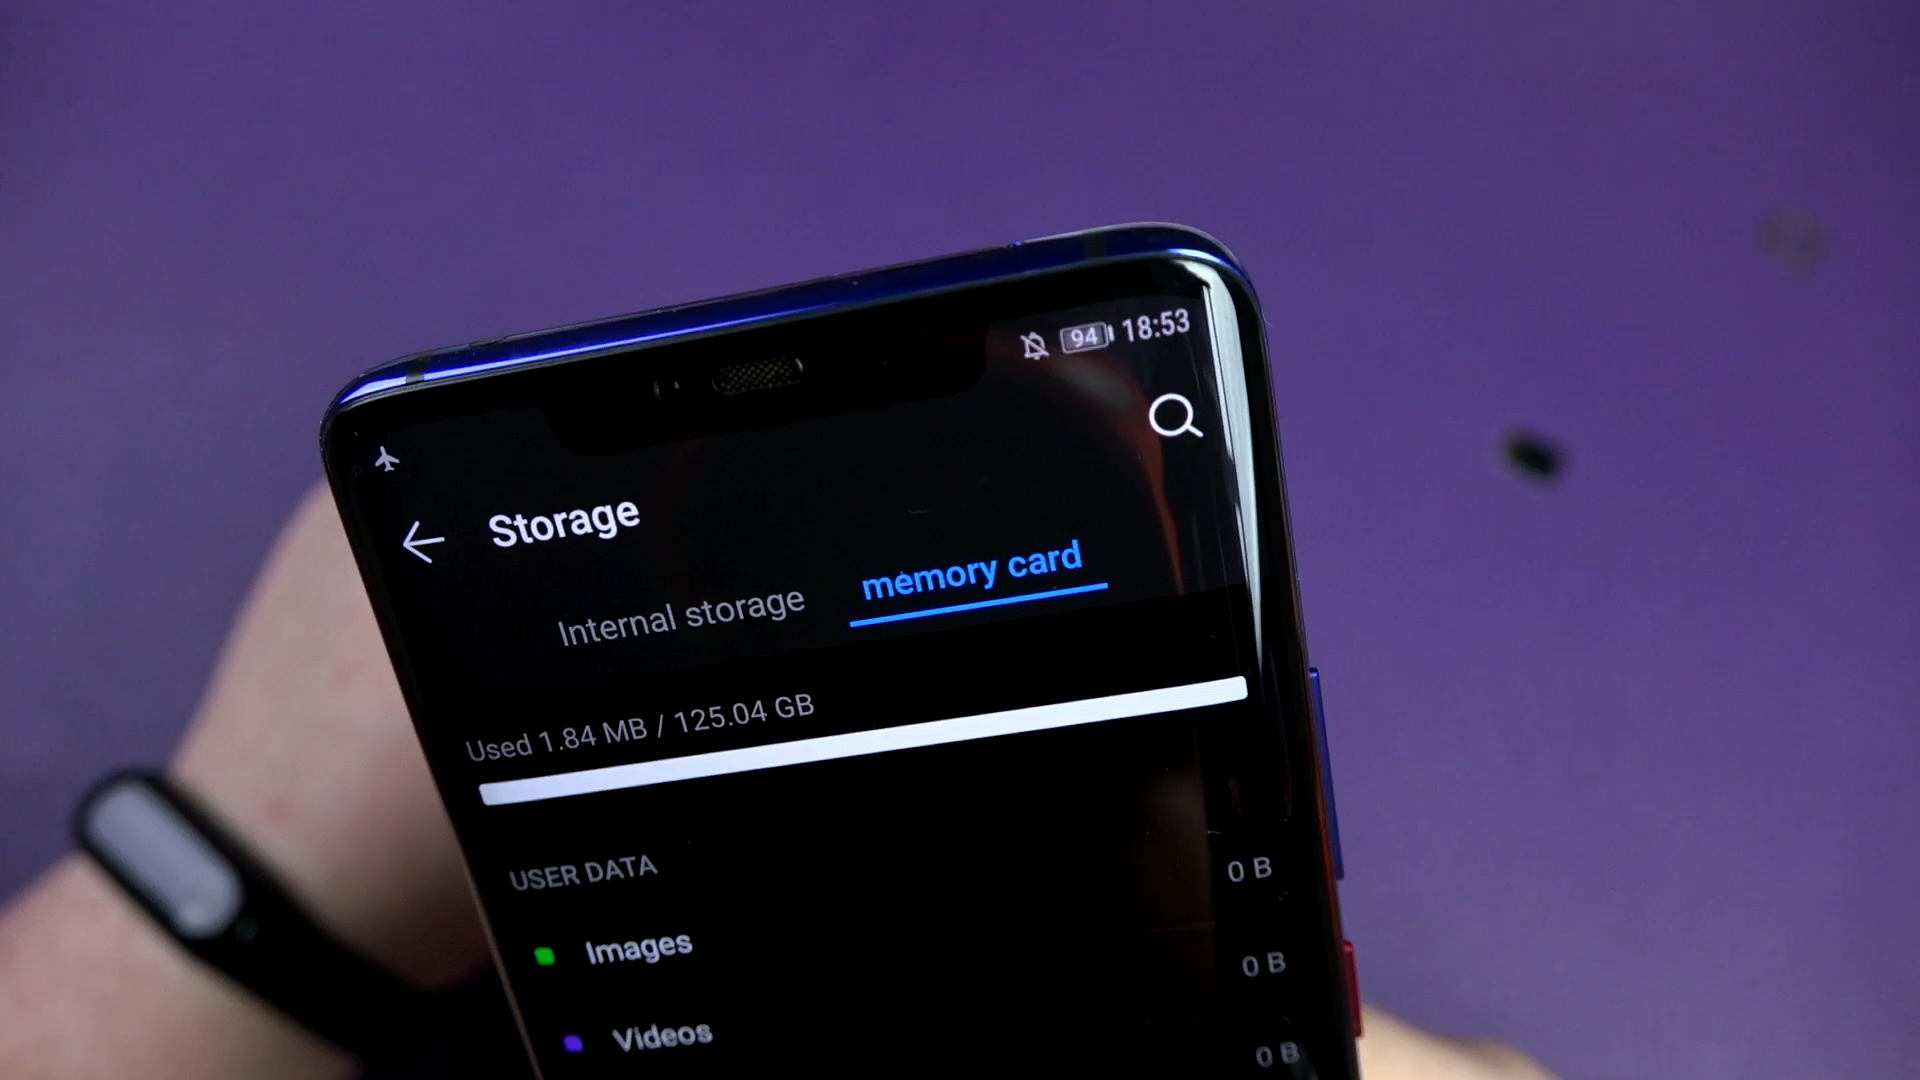 94 18:53
Storage
Internal storage memory card
Used 1.84 MB / 125.04 GB
USER DATA 0 B
Images 0 B
Videos 0 B